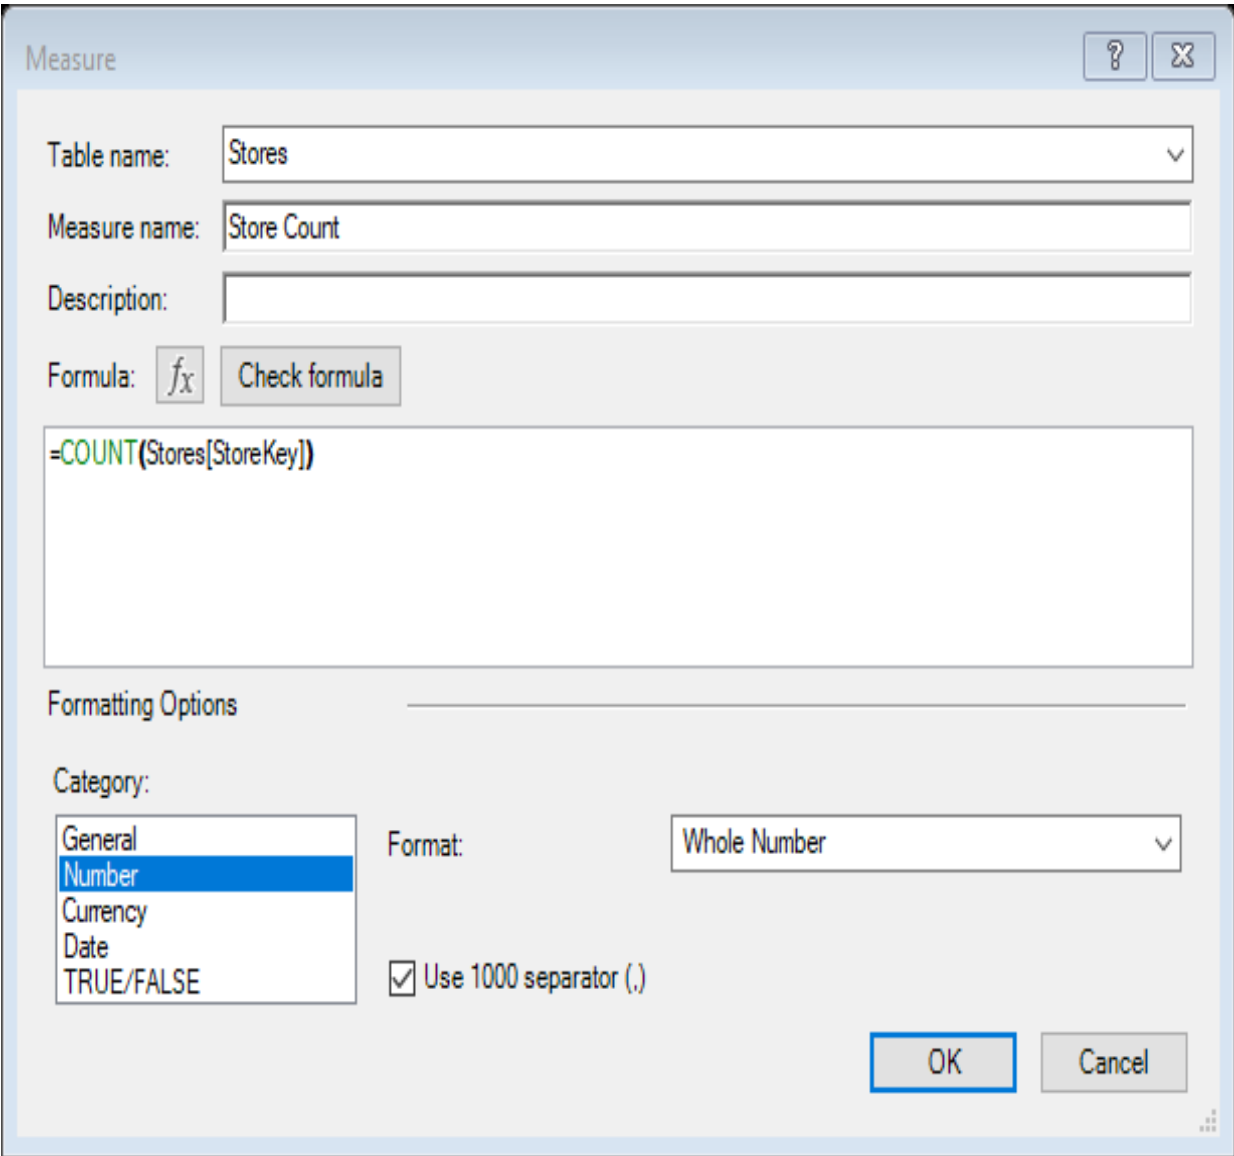 Measure
Table name: Stores
Measure name: Store Count
Description:
Formula: fx Check formula
=COUNT(Stores[StoreKey])
Formatting Options
Category:
General
Number
Currency
Date
TRUE/FALSE
Format: Whole Number
Use 1000 separator (,)
OK Cancel